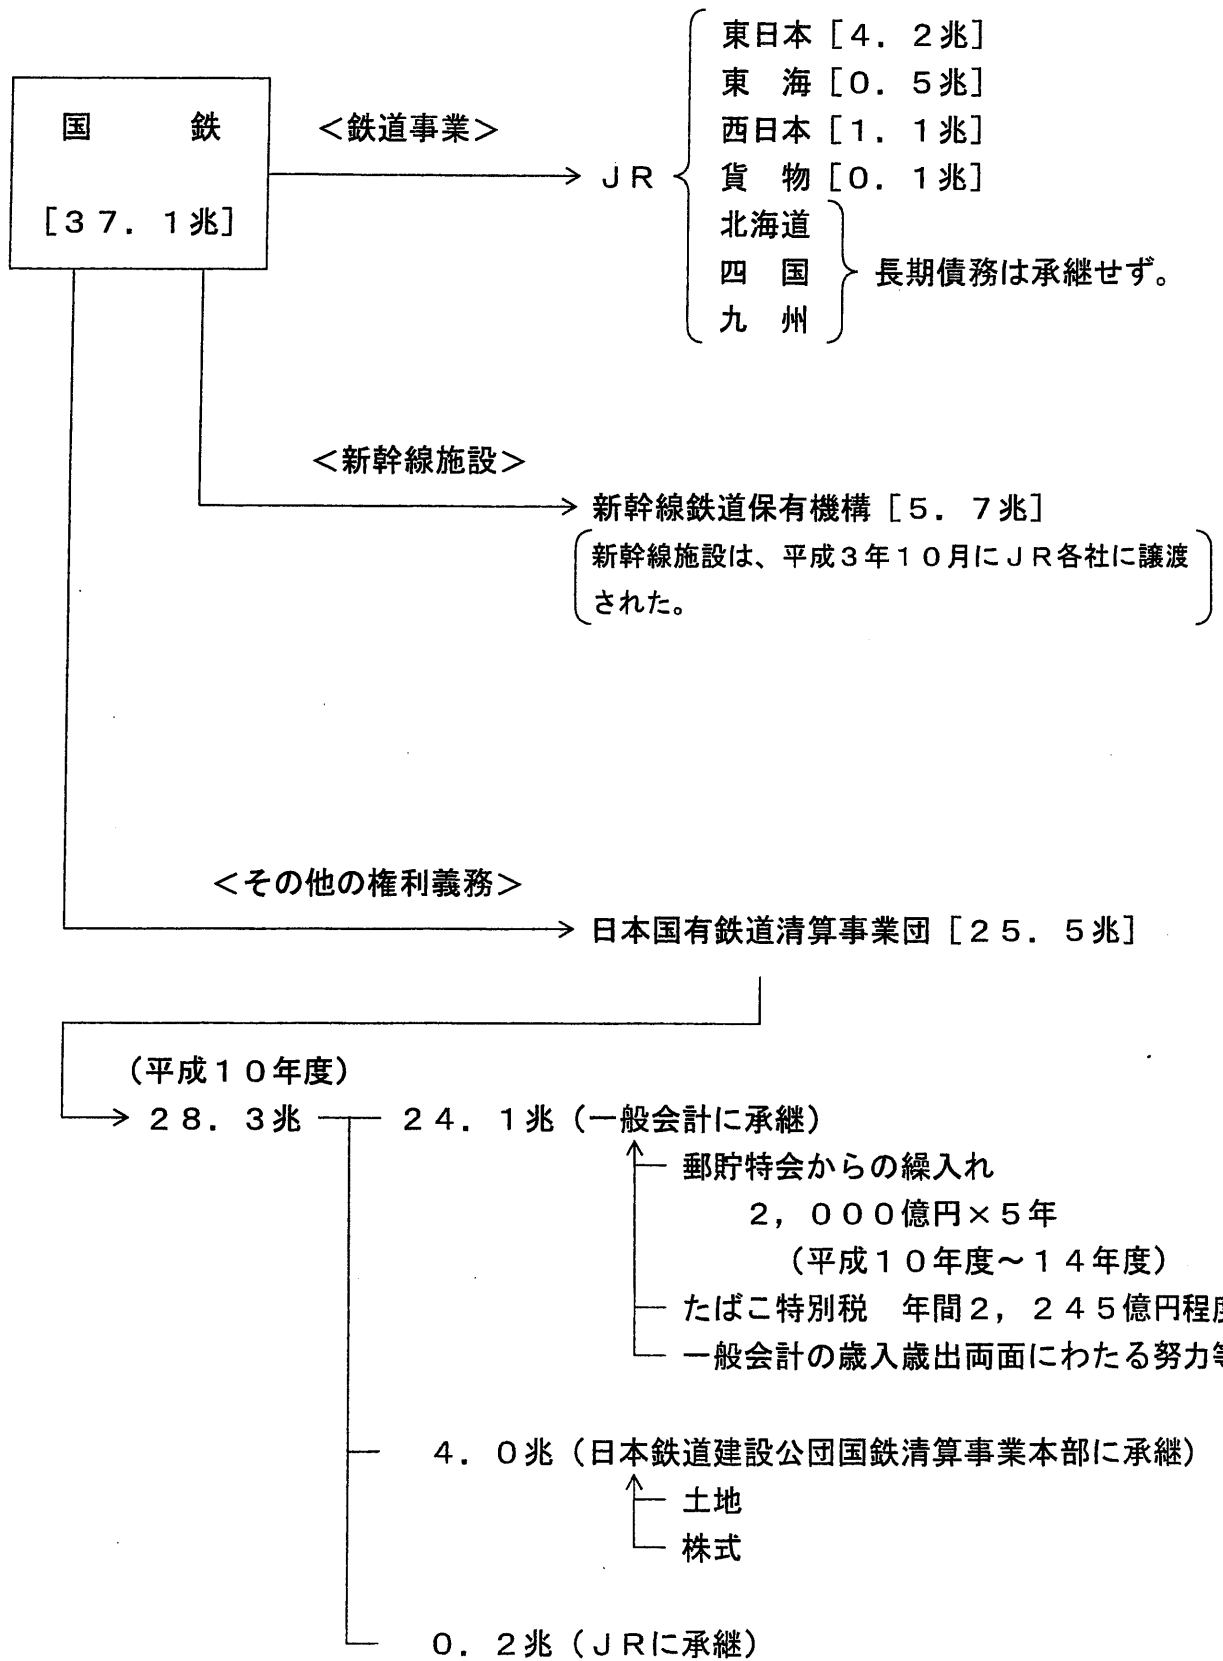 国　鉄
[３７．１兆]
＜鉄道事業＞
ＪＲ
東日本 [４．２兆]
東　海 [０．５兆]
西日本 [１．１兆]
貨　物 [０．１兆]
北海道
四　国
九　州
長期債務は承継せず。
＜新幹線施設＞
新幹線鉄道保有機構 [５．７兆]
新幹線施設は、平成３年１０月にＪＲ各社に譲渡
された。
＜その他の権利義務＞
日本国有鉄道清算事業団 [２５．５兆]
（平成１０年度）
２８．３兆
２４．１兆（一般会計に承継）
郵貯特会からの繰入れ
２，０００億円×５年
（平成１０年度～１４年度）
たばこ特別税　年間２，２４５億円程度
一般会計の歳入歳出両面にわたる努力等
４．０兆（日本鉄道建設公団国鉄清算事業本部に承継）
土地
株式
０．２兆（ＪＲに承継）